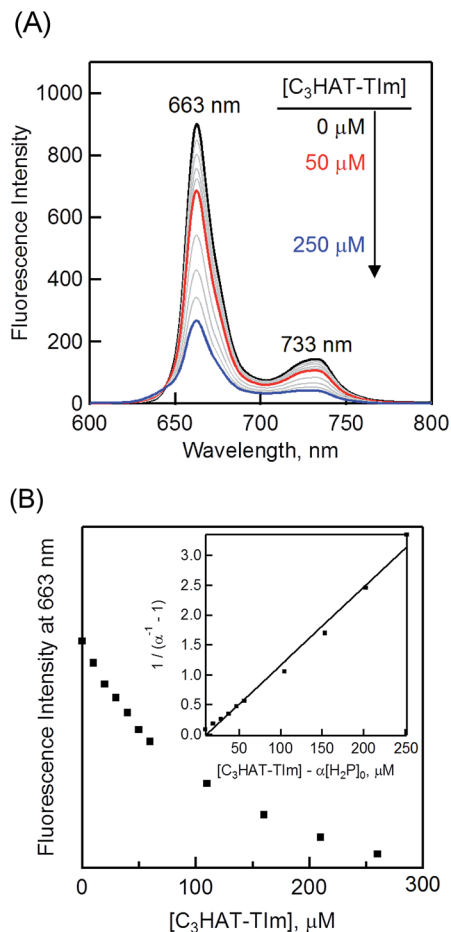 (A)
[C₃HAT-TIm]
663 nm
0 μM
50 μM
250 μM
733 nm
1000
800
600
400
200
0
Fluorescence Intensity
600 650 700 750 800
Wavelength, nm
(B)
Fluorescence Intensity at 663 nm
3.0
2.5
2.0
1.5
1.0
0.5
0.0
1 / (α⁻¹ - 1)
50 100 150 200 250
[C₃HAT-TIm] - α[H₂P]₀, μM
0 100 200 300
[C₃HAT-TIm], μM